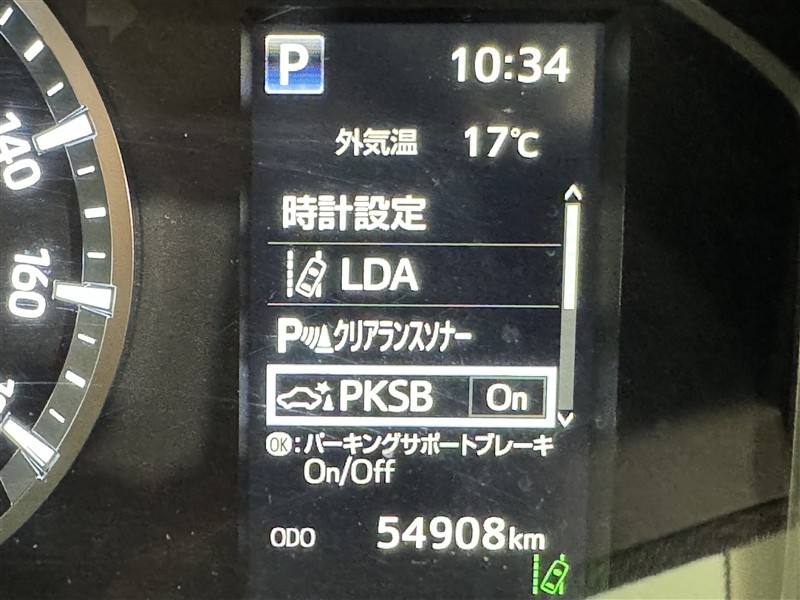 140
160
P 10:34
外気温 17℃
時計設定
LDA
Pクリアランスソナー
PKSB On
OK:パーキングサポートブレーキ
On/Off
ODO 54908km